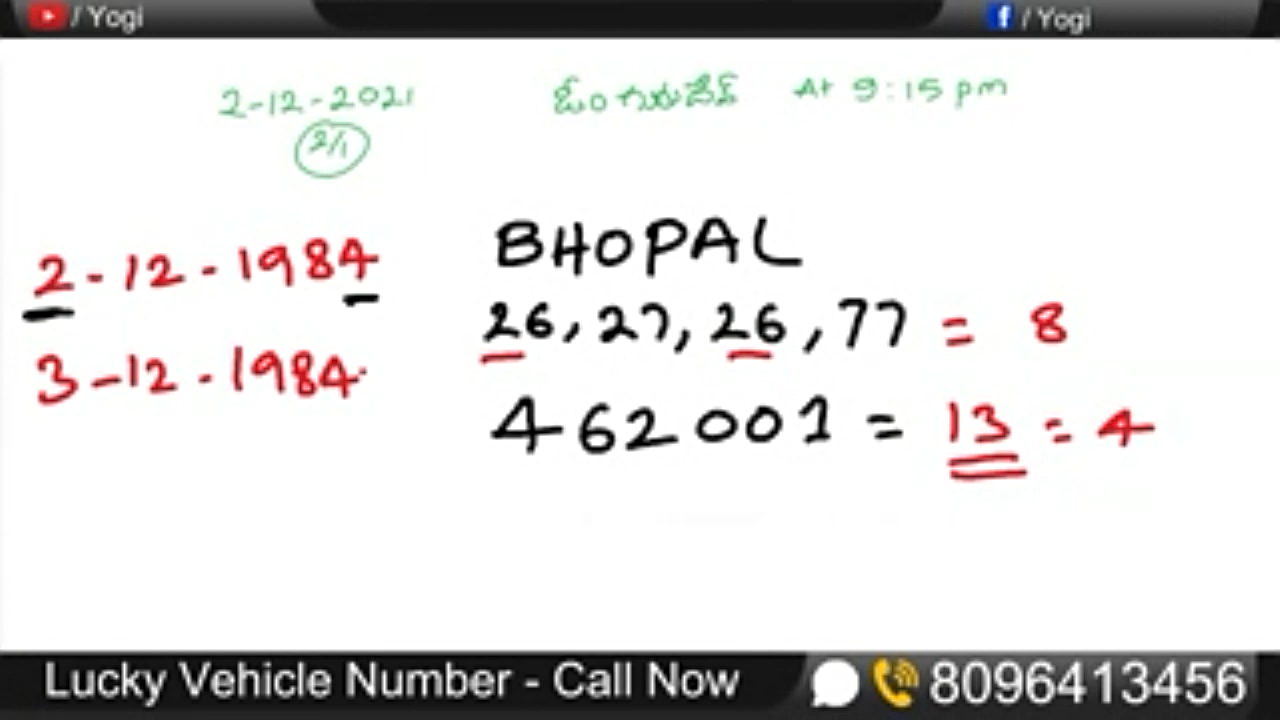 / Yogi
/ Yogi
2-12-2021 ఓం గురుదేవ్ At 9:15 pm
2/1
2-12-1984 BHOPAL
26, 27, 26, 77 = 8
3-12-1984
462001 = 13 = 4
Lucky Vehicle Number - Call Now 8096413456